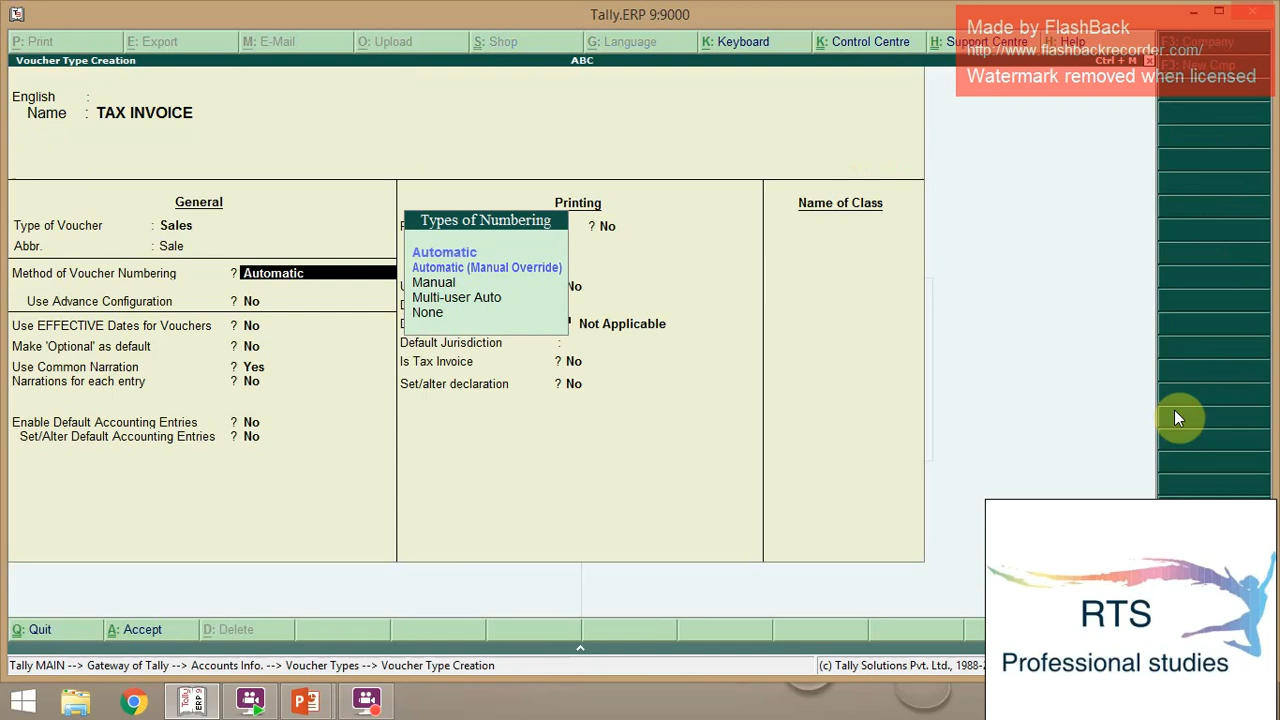 Tally.ERP 9:9000
P: Print
E: Export
M: E-Mail
O: Upload
S: Shop
G: Language
K: Keyboard
K: Control Centre
H: Support Centre
H: Help
F3: Company
F3: New Cmp
Made by FlashBack
http://www.flashbackrecorder.com/
Watermark removed when licensed
Voucher Type Creation
ABC
Ctrl + M
English :
Name : TAX INVOICE
General
Printing
Name of Class
Type of Voucher : Sales
? No
Abbr. : Sale
Method of Voucher Numbering ? Automatic
Use Advance Configuration ? No
Use EFFECTIVE Dates for Vouchers ? No
Make 'Optional' as default ? No
Use Common Narration ? Yes
Narrations for each entry ? No
Enable Default Accounting Entries ? No
Set/Alter Default Accounting Entries ? No
Types of Numbering
Automatic
Automatic (Manual Override)
Manual
Multi-user Auto
None
No
Not Applicable
Default Jurisdiction :
Is Tax Invoice ? No
Set/alter declaration ? No
Q: Quit
A: Accept
D: Delete
Tally MAIN --> Gateway of Tally --> Accounts Info. --> Voucher Types --> Voucher Type Creation
(c) Tally Solutions Pvt. Ltd., 1988-
RTS
Professional studies